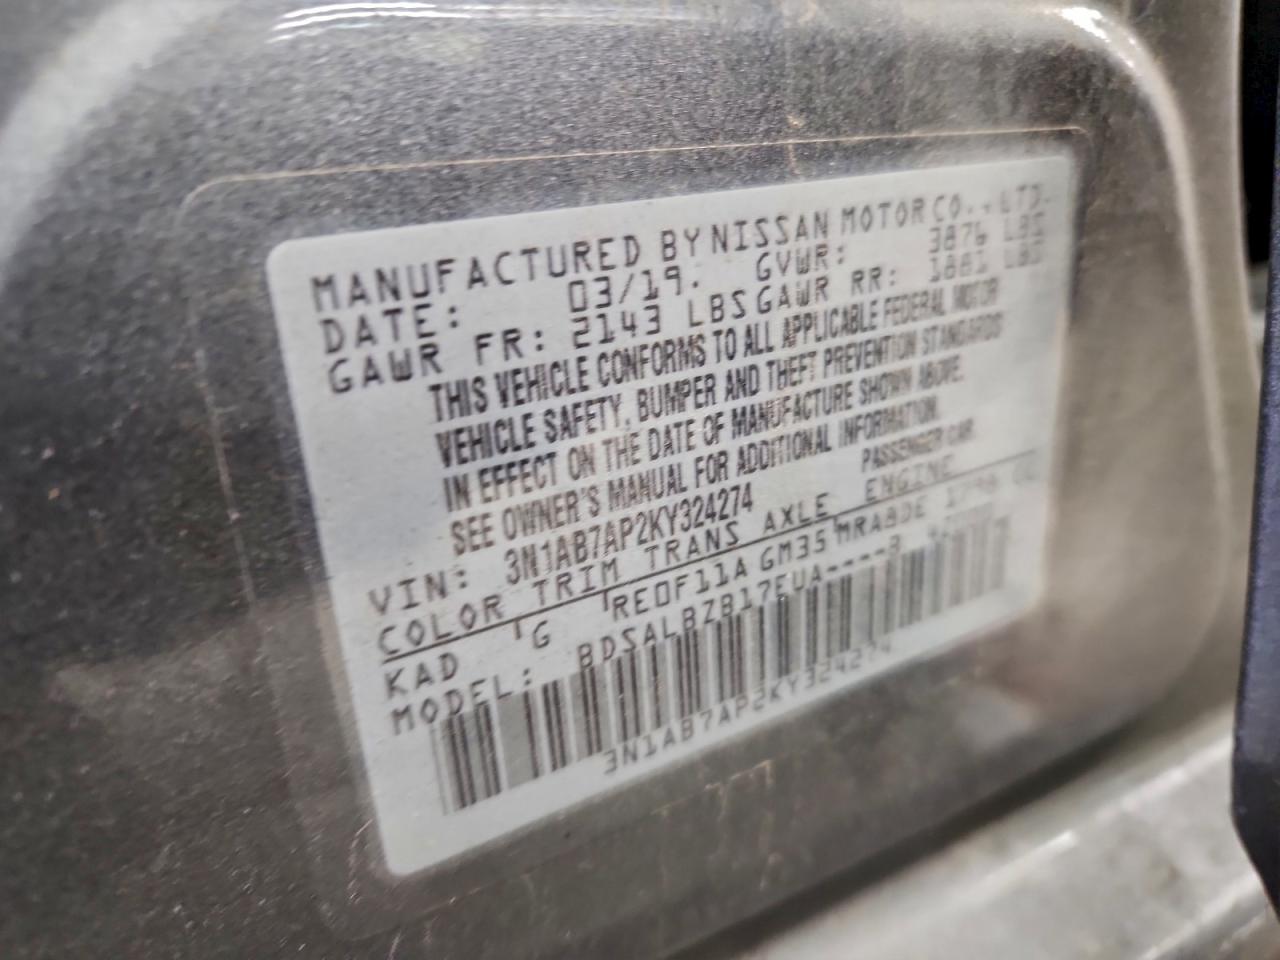 MANUFACTURED BY NISSAN MOTOR CO., LTD.
DATE: 03/19. GVWR: 3876 LBS
GAWR FR: 2143 LBS GAWR RR: 1881 LBS
THIS VEHICLE CONFORMS TO ALL APPLICABLE FEDERAL MOTOR
VEHICLE SAFETY, BUMPER AND THEFT PREVENTION STANDARDS
IN EFFECT ON THE DATE OF MANUFACTURE SHOWN ABOVE.
SEE OWNER'S MANUAL FOR ADDITIONAL INFORMATION.
VIN: 3N1AB7AP2KY324274 PASSENGER CAR
COLOR TRIM TRANS AXLE ENGINE
KAD G RE0F11A GM35 MRA8DE 1798 CC
MODEL: BDSALBZB17EUA----B
3N1AB7AP2KY324274